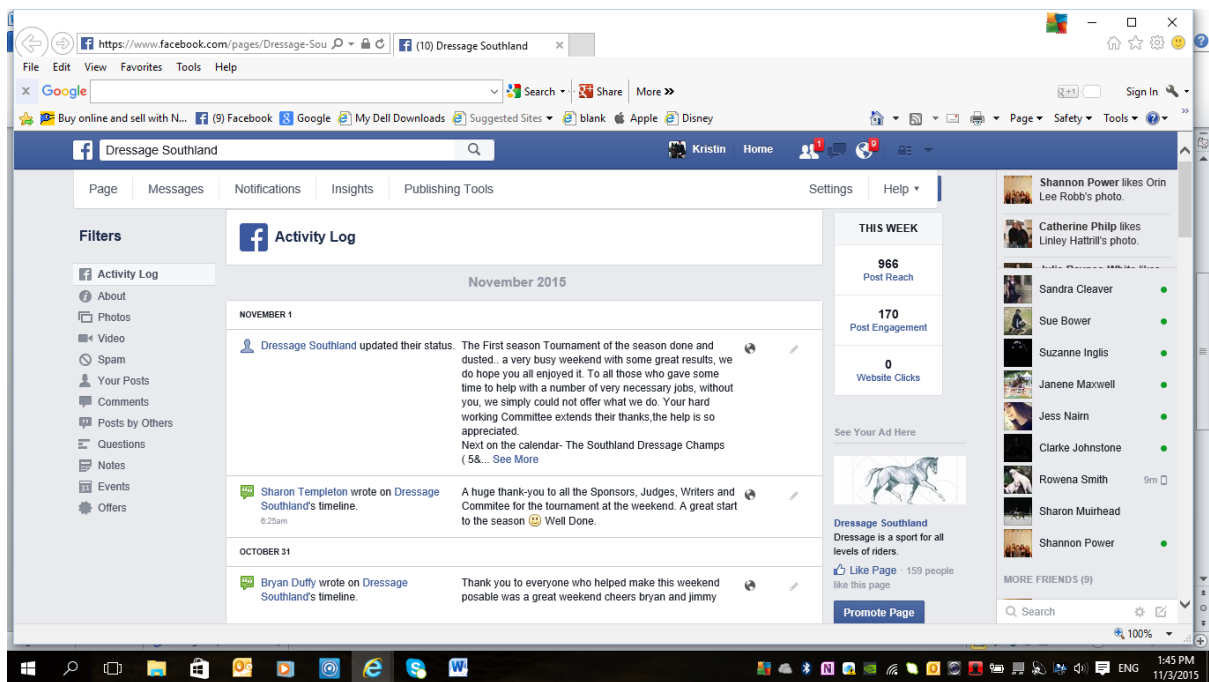 https://www.facebook.com/pages/Dressage-Sou
(10) Dressage Southland
File Edit View Favorites Tools Help
x Google Search Share More »
Sign In
Buy online and sell with N... (9) Facebook Google My Dell Downloads Suggested Sites blank Apple Disney
Page Safety Tools
Dressage Southland
Kristin Home 1 9
Page Messages Notifications Insights Publishing Tools Settings Help
Filters
Activity Log
About
Photos
Video
Spam
Your Posts
Comments
Posts by Others
Questions
Notes
Events
Offers
Activity Log
November 2015
NOVEMBER 1
Dressage Southland updated their status.
The First season Tournament of the season done and
dusted.. a very busy weekend with some great results, we
do hope you all enjoyed it. To all those who gave some
time to help with a number of very necessary jobs, without
you, we simply could not offer what we do. Your hard
working Committee extends their thanks,the help is so
appreciated.
Next on the calendar- The Southland Dressage Champs
( 5&... See More
Sharon Templeton wrote on Dressage
Southland's timeline.
6:25am
A huge thank-you to all the Sponsors, Judges, Writers and
Commitee for the tournament at the weekend. A great start
to the season 🙂 Well Done.
OCTOBER 31
Bryan Duffy wrote on Dressage
Southland's timeline.
Thank you to everyone who helped make this weekend
posable was a great weekend cheers bryan and jimmy
THIS WEEK
966
Post Reach
170
Post Engagement
0
Website Clicks
See Your Ad Here
Dressage Southland
Dressage is a sport for all
levels of riders.
Like Page · 159 people
like this page
Promote Page
Shannon Power likes Orin
Lee Robb's photo.
Catherine Philp likes
Linley Hattrill's photo.
Sandra Cleaver
Sue Bower
Suzanne Inglis
Janene Maxwell
Jess Nairn
Clarke Johnstone
Rowena Smith 9m
Sharon Muirhead
Shannon Power
MORE FRIENDS (9)
Search
100%
ENG
1:45 PM
11/3/2015